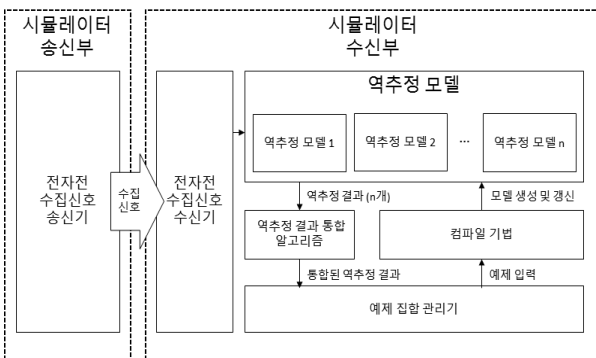 시뮬레이터
송신부
전자전
수집신호
송신기
수집
신호
시뮬레이터
수신부
전자전
수집신호
수신기
역추정 모델
역추정 모델 1
역추정 모델 2
...
역추정 모델 n
역추정 결과 (n개)
모델 생성 및 갱신
역추정 결과 통합
알고리즘
컴파일 기법
통합된 역추정 결과
예제 입력
예제 집합 관리기